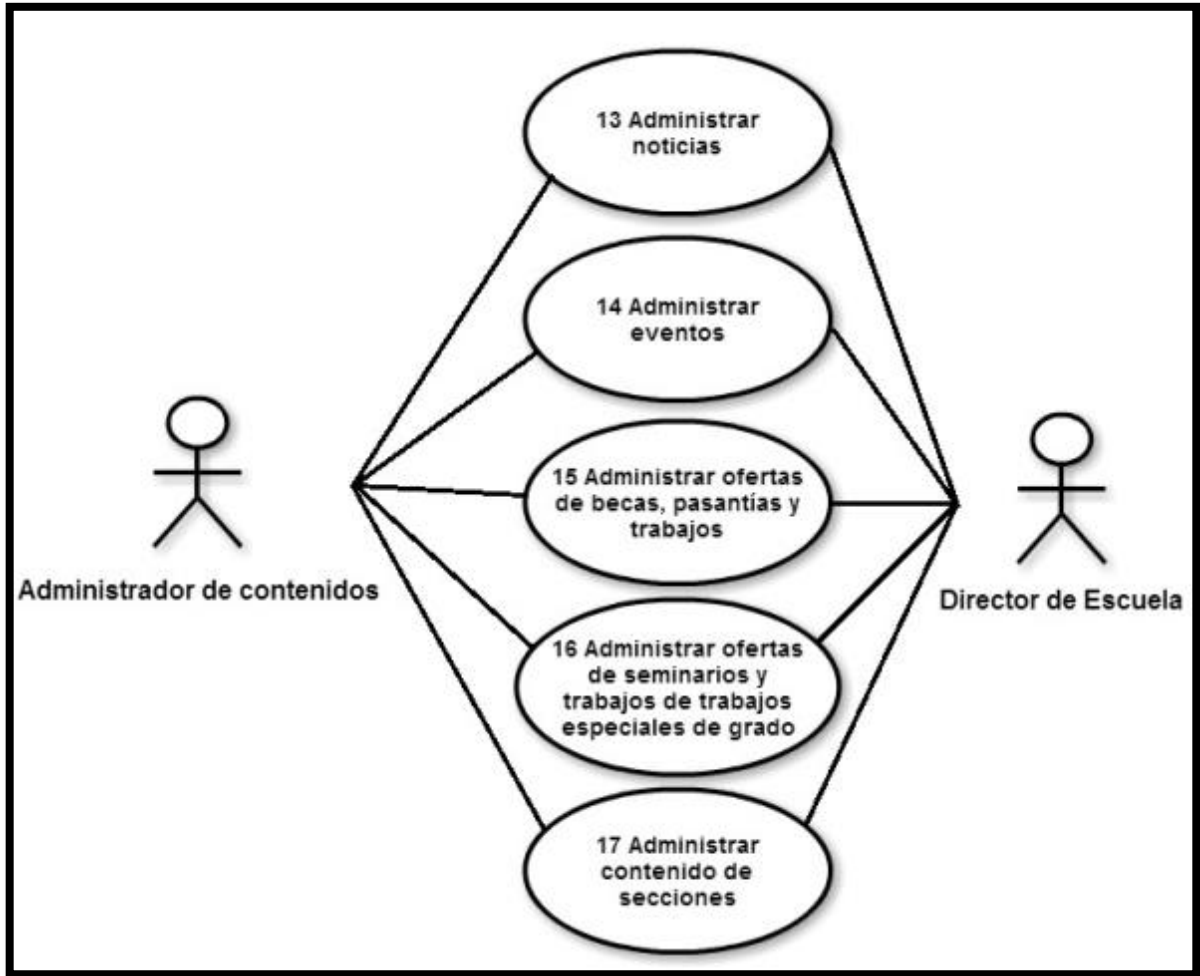 13 Administrar
noticias
14 Administrar
eventos
15 Administrar ofertas
de becas, pasantías y
trabajos
Administrador de contenidos
Director de Escuela
16 Administrar ofertas
de seminarios y
trabajos de trabajos
especiales de grado
17 Administrar
contenido de
secciones